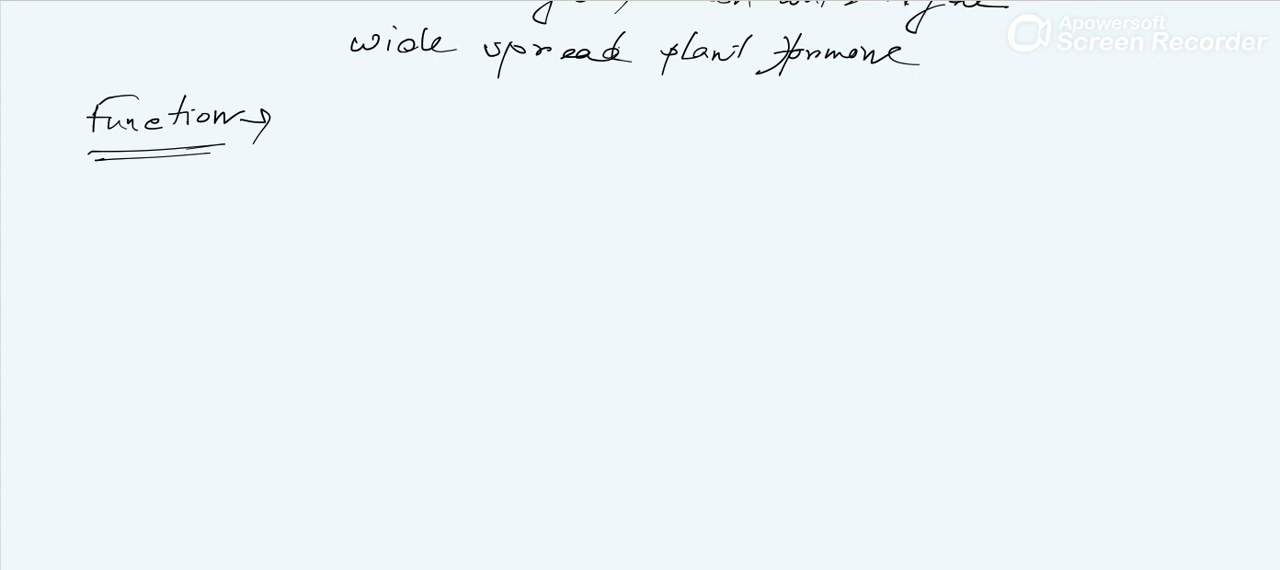 wide spread plant Hormone
Apowersoft
Screen Recorder
Function→